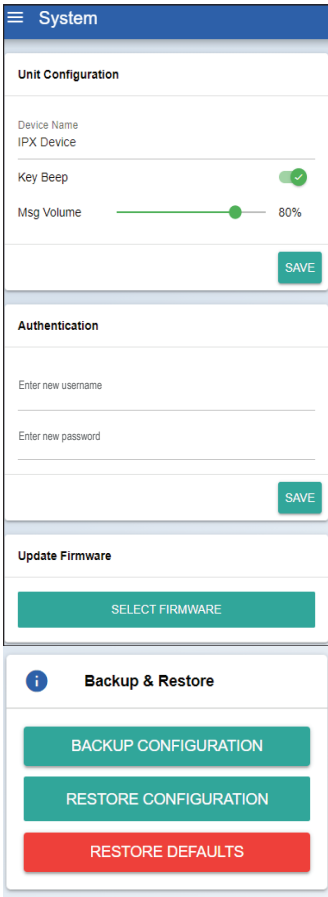 System
Unit Configuration
Device Name
IPX Device
Key Beep
Msg Volume 80%
SAVE
Authentication
Enter new username
Enter new password
SAVE
Update Firmware
SELECT FIRMWARE
Backup & Restore
BACKUP CONFIGURATION
RESTORE CONFIGURATION
RESTORE DEFAULTS